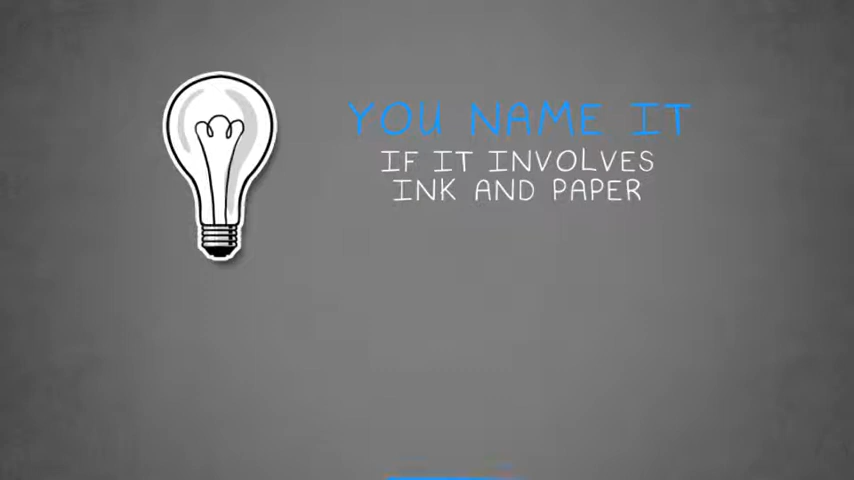 YOU NAME IT
IF IT INVOLVES
INK AND PAPER